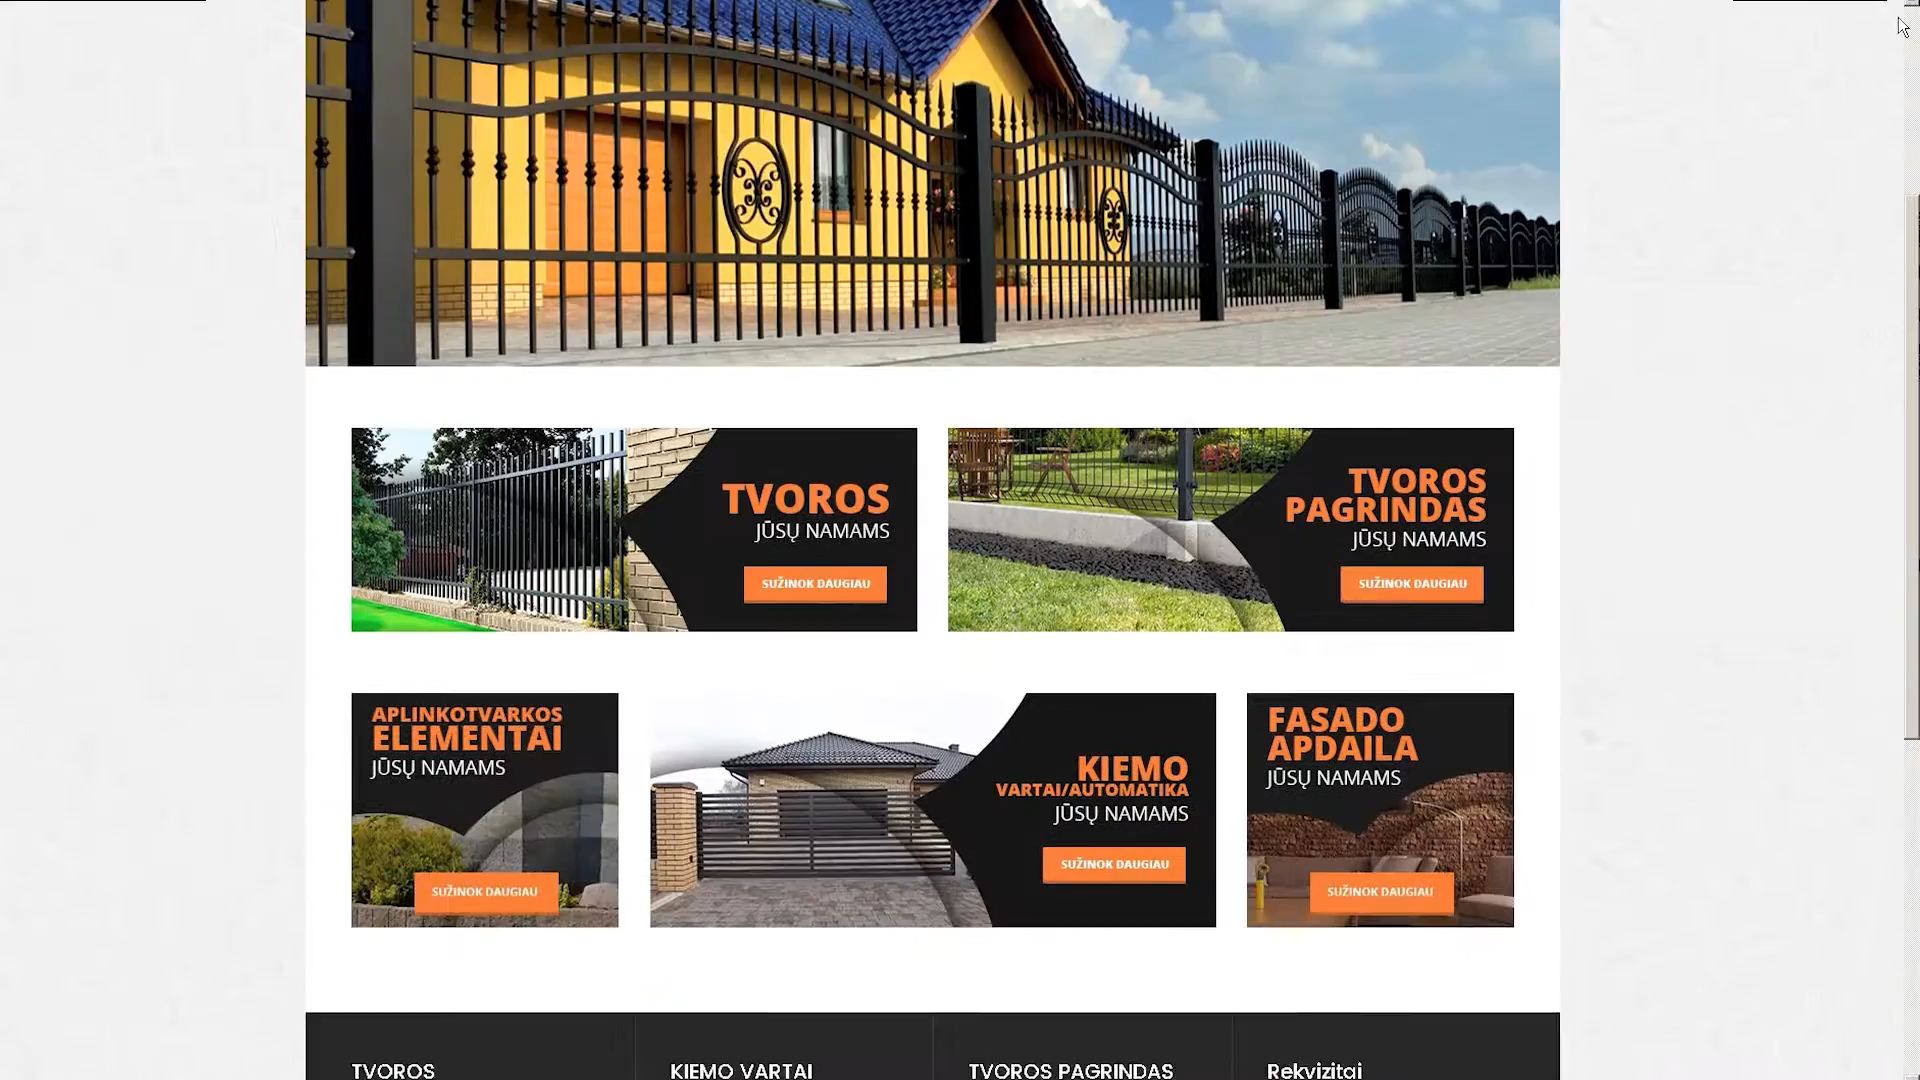 TVOROS
JŪSŲ NAMAMS
SUŽINOK DAUGIAU
TVOROS
PAGRINDAS
JŪSŲ NAMAMS
SUŽINOK DAUGIAU
APLINKOTVARKOS
ELEMENTAI
JŪSŲ NAMAMS
SUŽINOK DAUGIAU
KIEMO
VARTAI/AUTOMATIKA
JŪSŲ NAMAMS
SUŽINOK DAUGIAU
FASADO
APDAILA
JŪSŲ NAMAMS
SUŽINOK DAUGIAU
TVOROS
KIEMO VARTAI
TVOROS PAGRINDAS
Rekvizitai